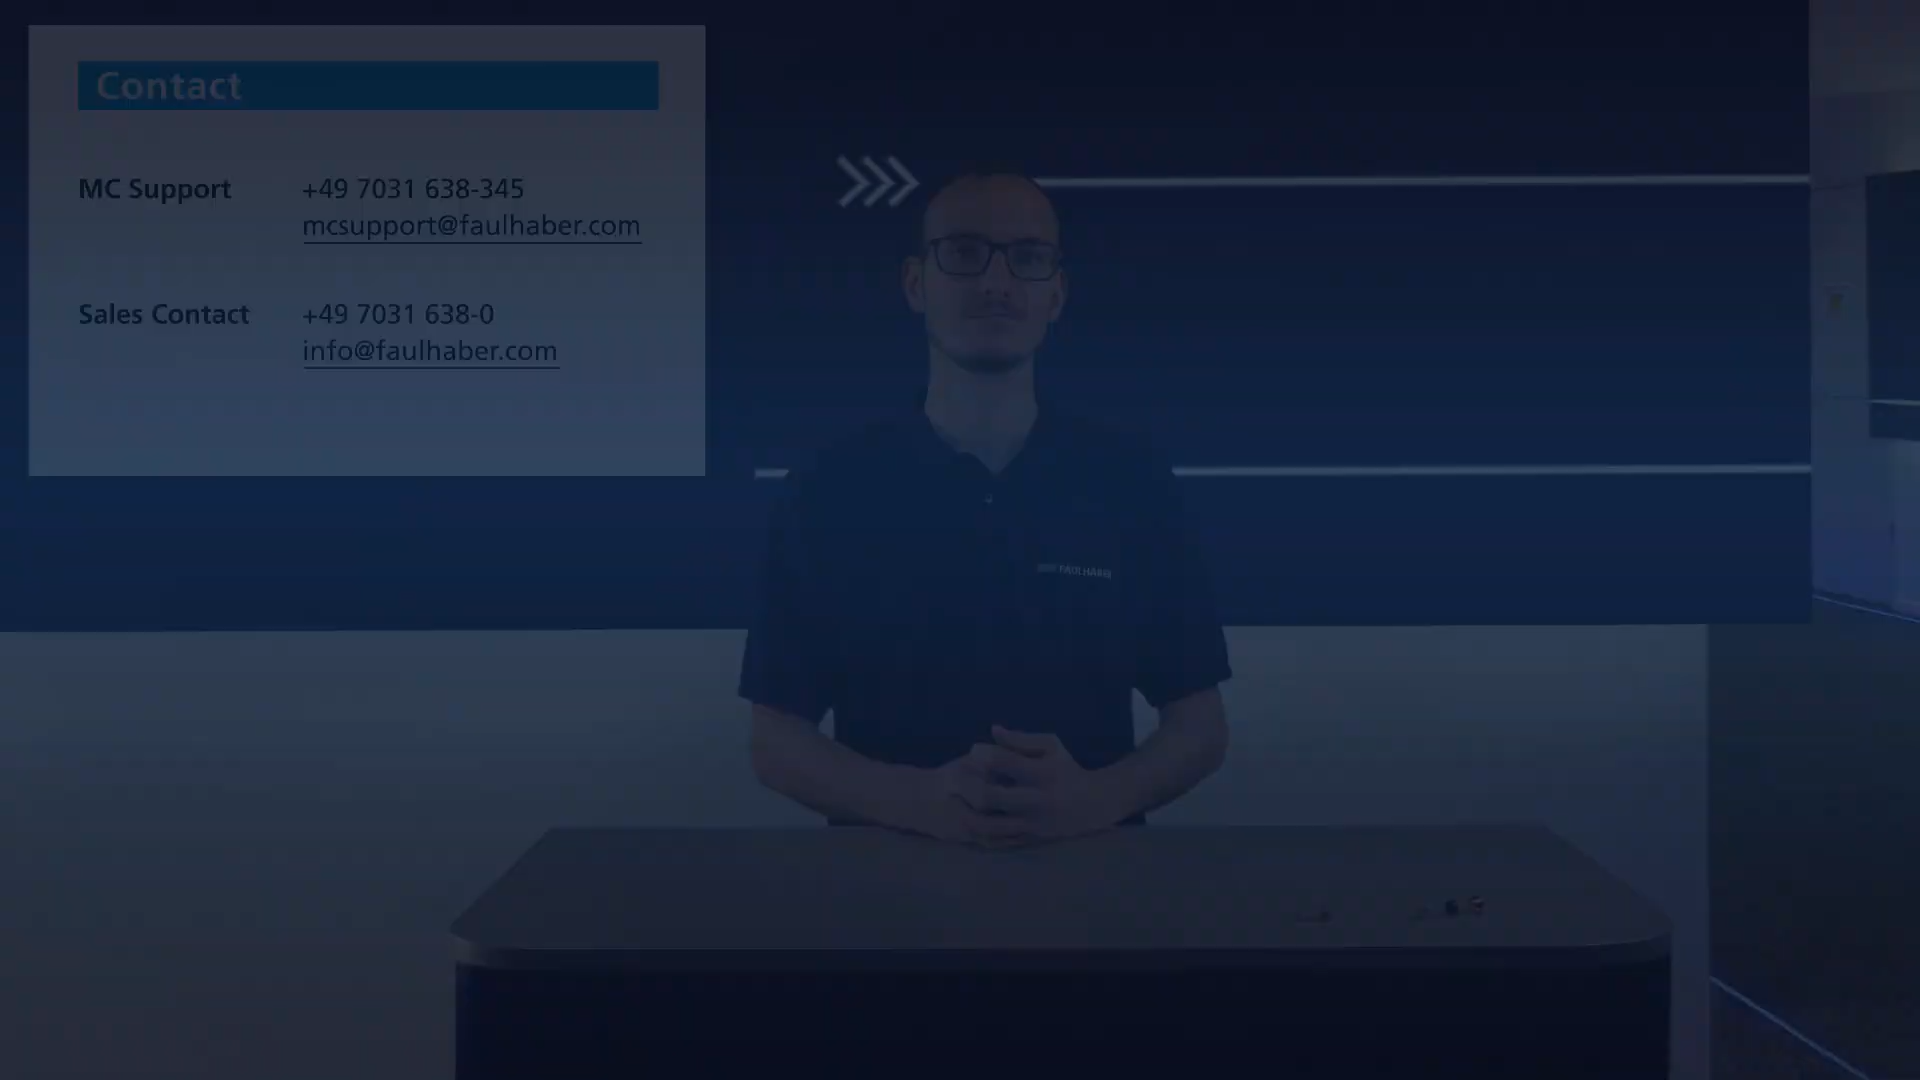 Contact
MC Support +49 7031 638-345
mcsupport@faulhaber.com
Sales Contact +49 7031 638-0
info@faulhaber.com
FAULHABER